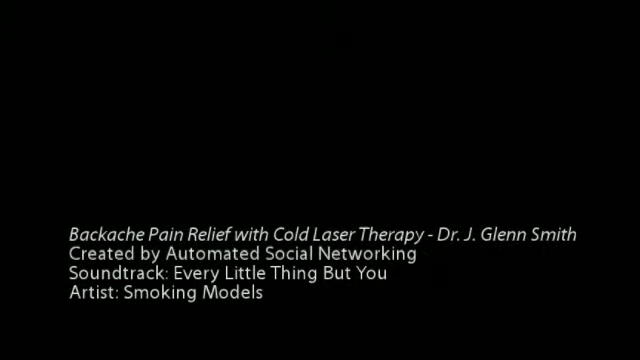 Backache Pain Relief with Cold Laser Therapy - Dr. J. Glenn Smith
Created by Automated Social Networking
Soundtrack: Every Little Thing But You
Artist: Smoking Models